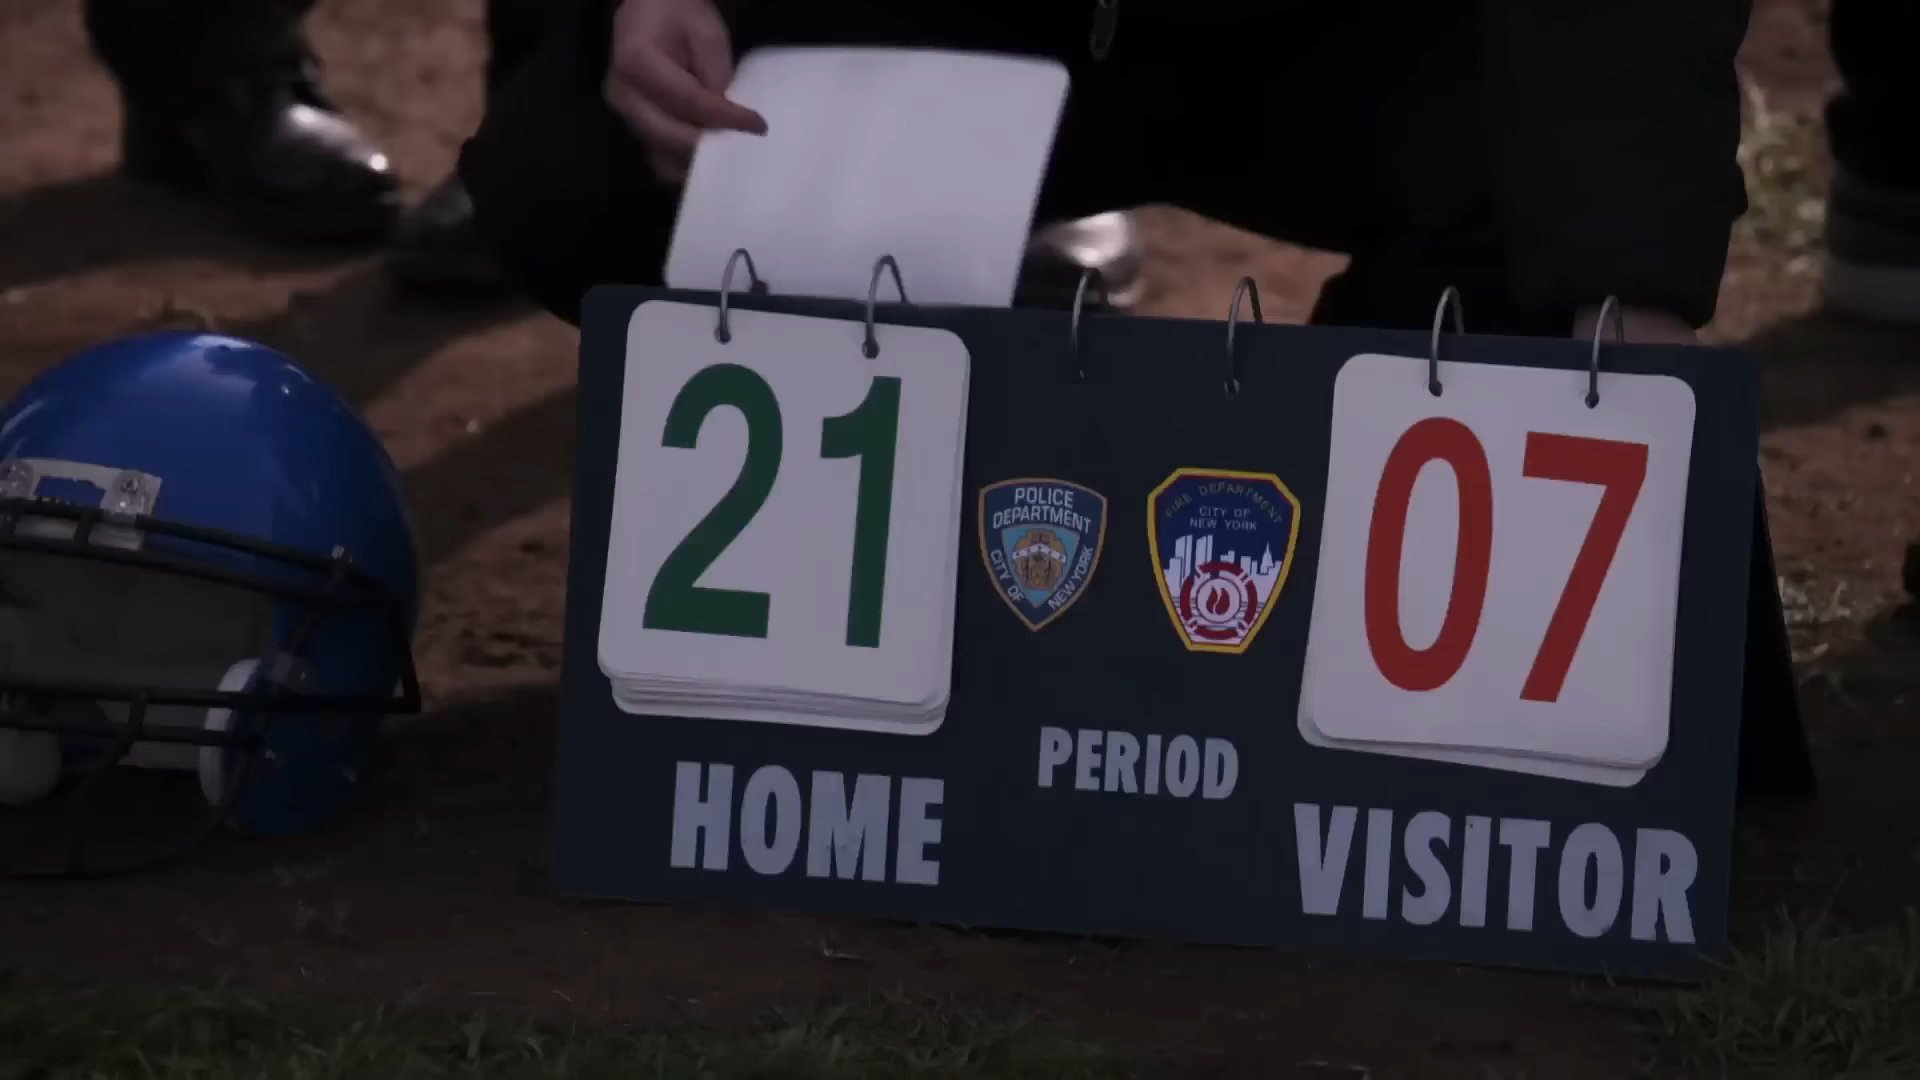 21
07
POLICE
DEPARTMENT
CITY OF
NEW YORK
FIRE DEPARTMENT
CITY OF
NEW YORK
PERIOD
HOME
VISITOR